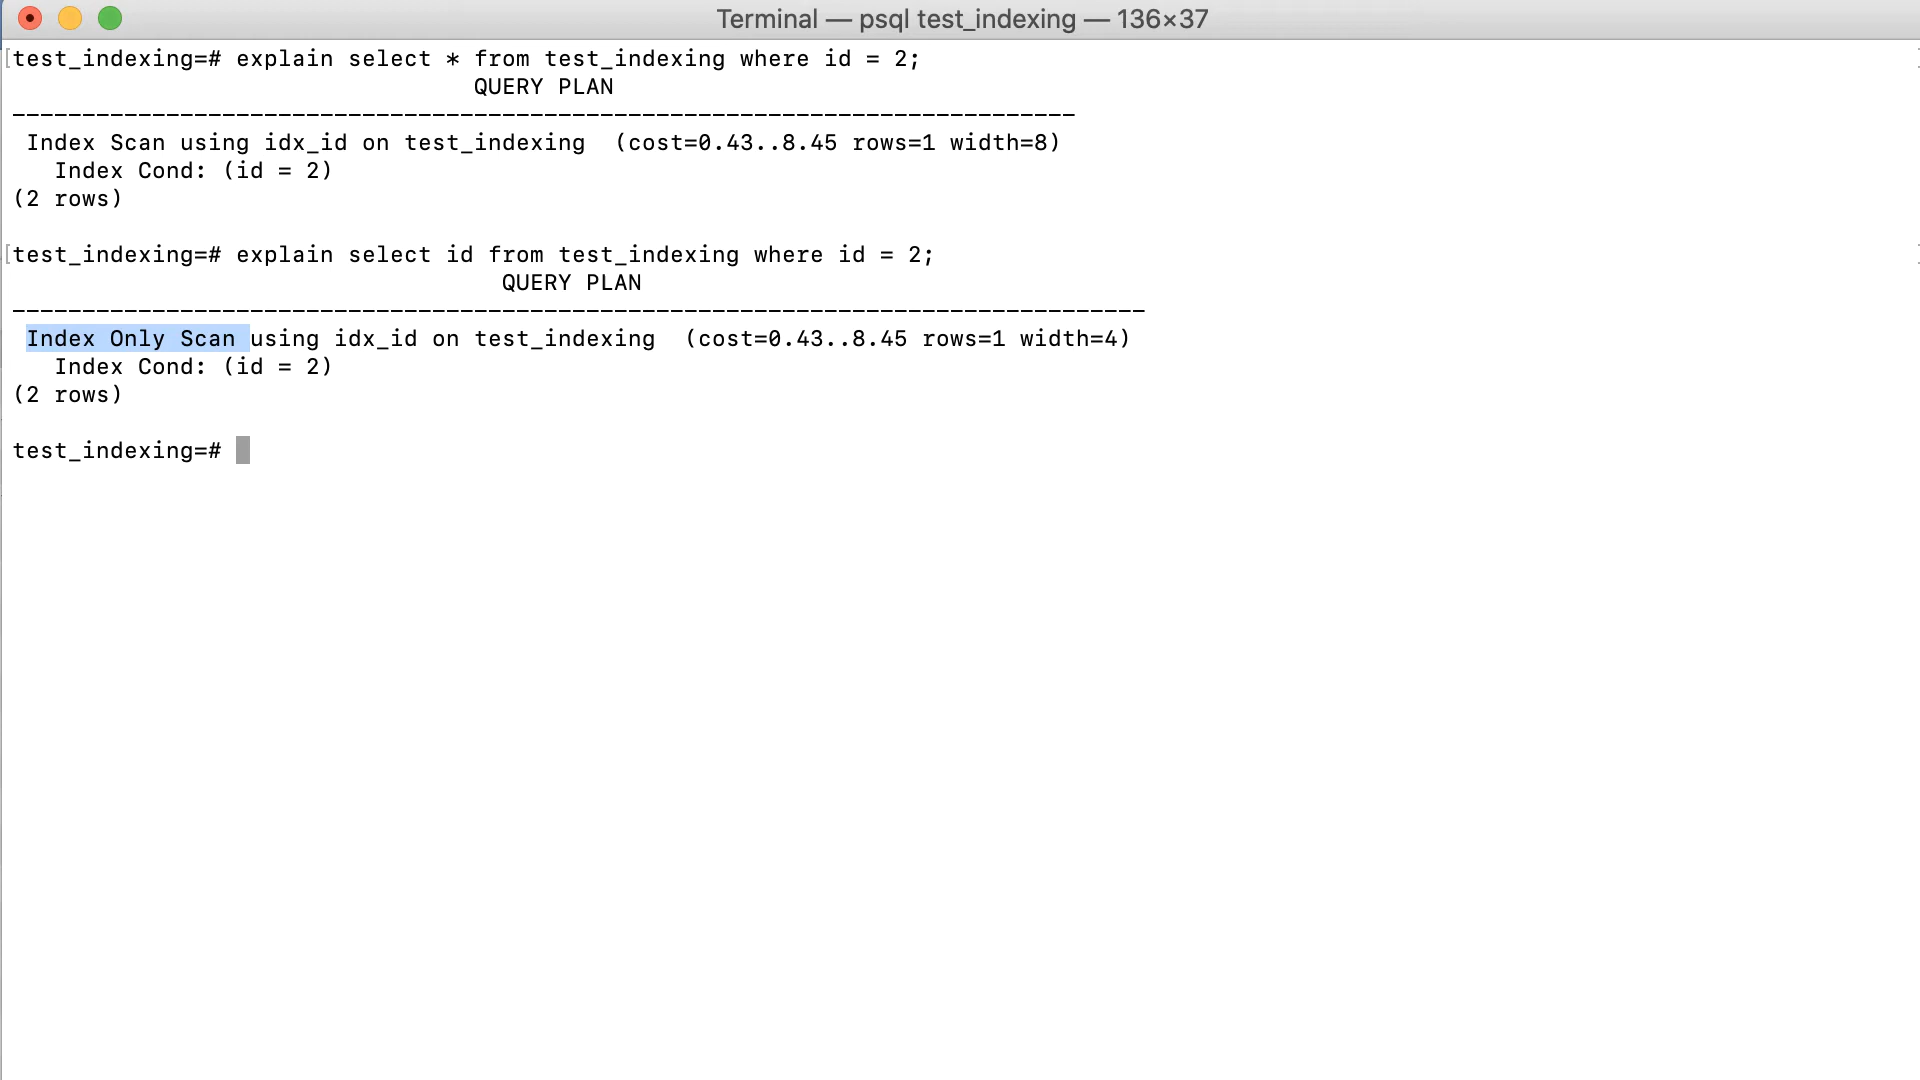 Terminal — psql test_indexing — 136×37
test_indexing=# explain select * from test_indexing where id = 2;
QUERY PLAN
----------------------------------------------------------------------------
Index Scan using idx_id on test_indexing  (cost=0.43..8.45 rows=1 width=8)
Index Cond: (id = 2)
(2 rows)
test_indexing=# explain select id from test_indexing where id = 2;
QUERY PLAN
---------------------------------------------------------------------------------
Index Only Scan using idx_id on test_indexing  (cost=0.43..8.45 rows=1 width=4)
Index Cond: (id = 2)
(2 rows)
test_indexing=#